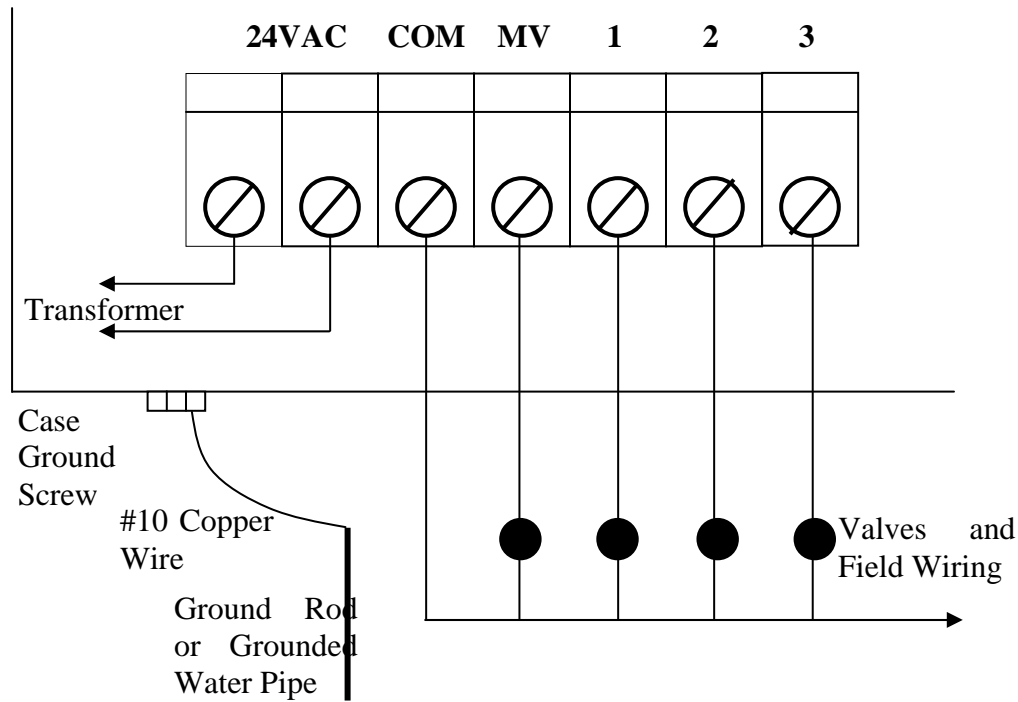 24VAC COM MV 1 2 3
Transformer
Case
Ground
Screw
#10 Copper
Wire
Ground Rod
or Grounded
Water Pipe
Valves and
Field Wiring